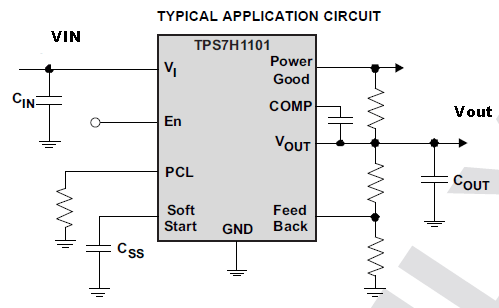 TYPICAL APPLICATION CIRCUIT
VIN
TPS7H1101
VI
Power
Good
CIN
COMP
En
VOUT
Vout
PCL
COUT
Soft
Start
Feed
Back
GND
CSS